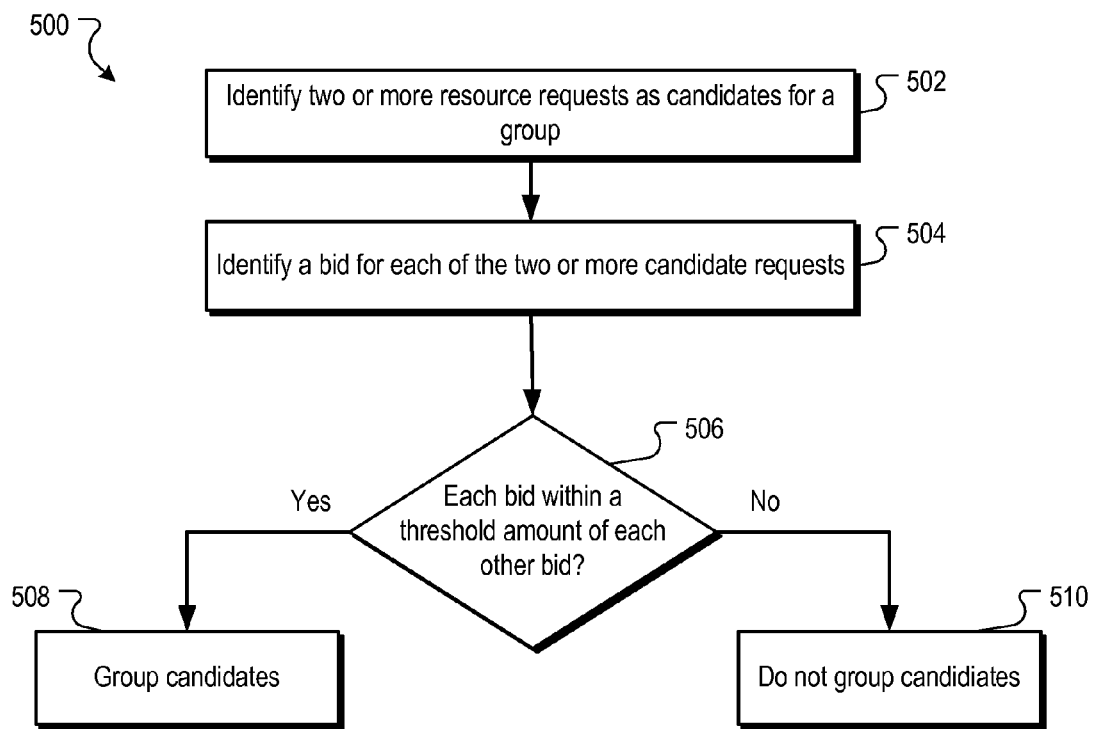 500
Identify two or more resource requests as candidates for a
group
502
Identify a bid for each of the two or more candidate requests
504
506
Each bid within a
threshold amount of each
other bid?
Yes
No
508
Group candidates
510
Do not group candidiates